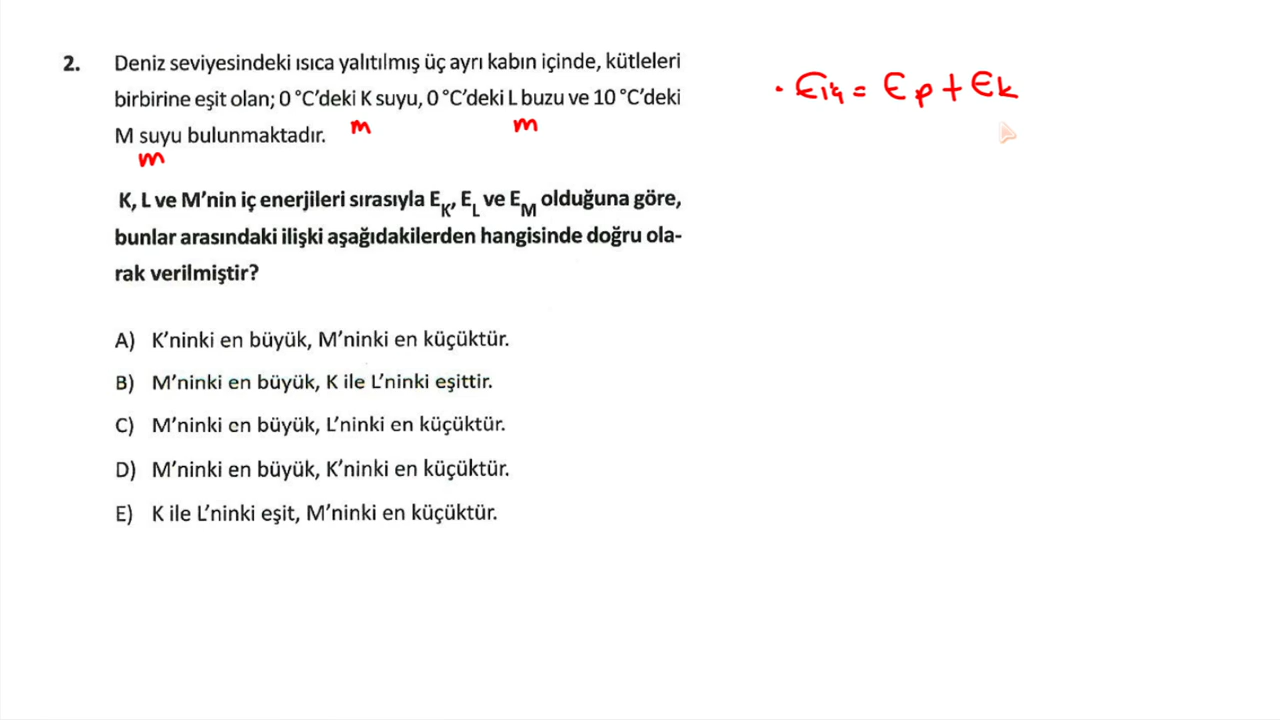 2. Deniz seviyesindeki ısıca yalıtılmış üç ayrı kabın içinde, kütleleri
birbirine eşit olan; 0 °C'deki K suyu, 0 °C'deki L buzu ve 10 °C'deki
m m
M suyu bulunmaktadır.
m
K, L ve M'nin iç enerjileri sırasıyla E_K, E_L ve E_M olduğuna göre,
bunlar arasındaki ilişki aşağıdakilerden hangisinde doğru ola-
rak verilmiştir?
A) K'ninki en büyük, M'ninki en küçüktür.
B) M'ninki en büyük, K ile L'ninki eşittir.
C) M'ninki en büyük, L'ninki en küçüktür.
D) M'ninki en büyük, K'ninki en küçüktür.
E) K ile L'ninki eşit, M'ninki en küçüktür.
• Eiç = Ep + Ek